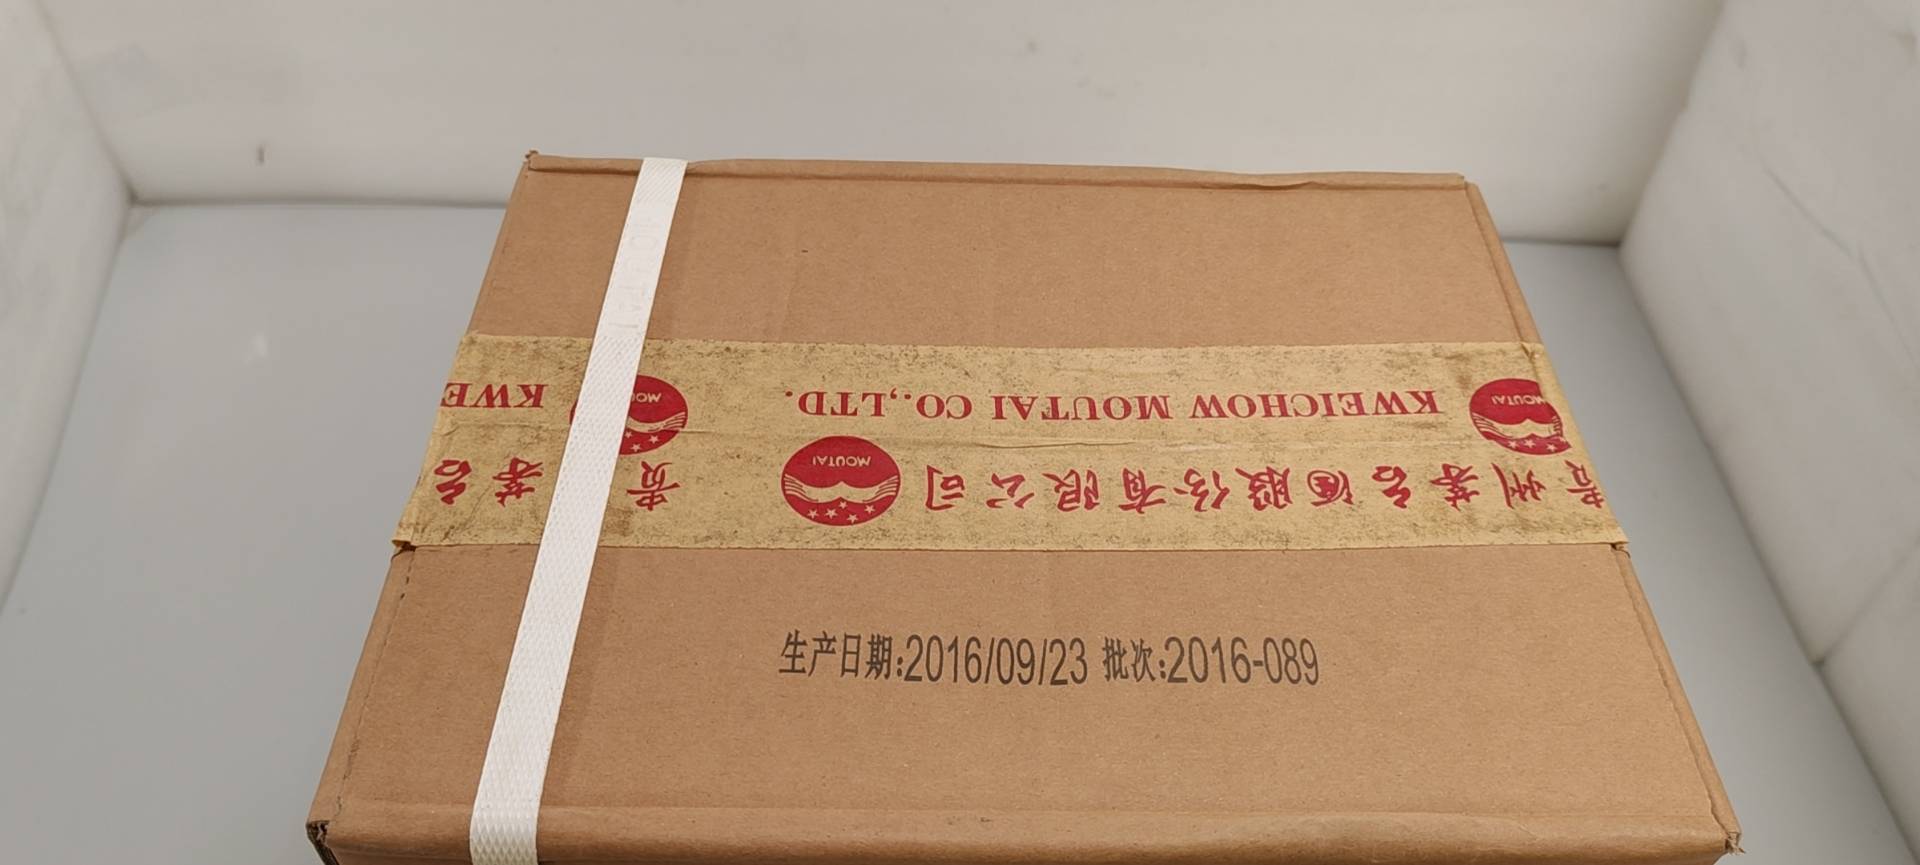 MOUTAI
KWE
MOUTAI
KWEICHOW MOUTAI CO.,LTD.
MOUTAI
茅台
贵
MOUTAI
贵州茅台酒股份有限公司
生产日期:2016/09/23 批次:2016-089